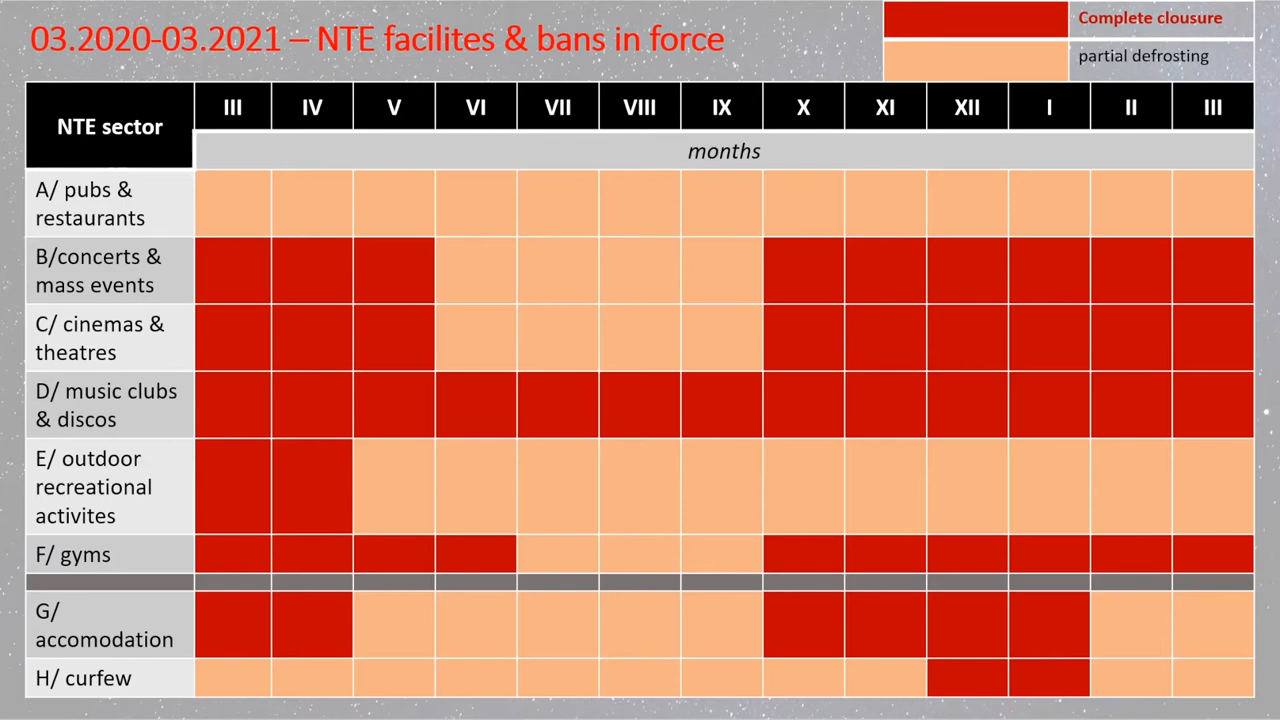 03.2020-03.2021 – NTE facilites & bans in force
Complete clousure
partial defrosting
NTE sector
III IV V VI VII VIII IX X XI XII I II III
months
A/ pubs &
restaurants
B/concerts &
mass events
C/ cinemas &
theatres
D/ music clubs
& discos
E/ outdoor
recreational
activites
F/ gyms
G/
accomodation
H/ curfew